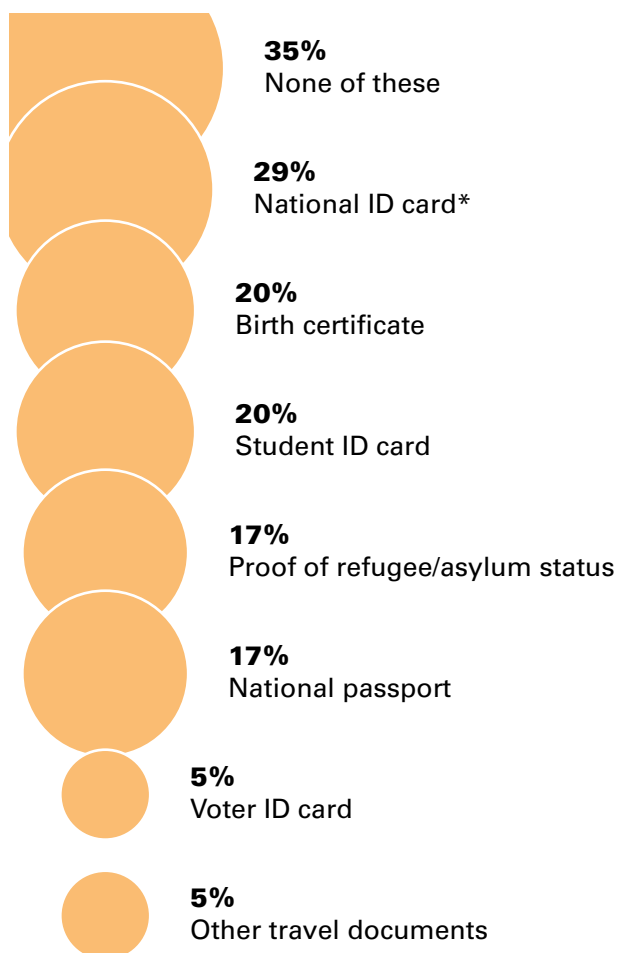 35%
None of these
29%
National ID card*
20%
Birth certificate
20%
Student ID card
17%
Proof of refugee/asylum status
17%
National passport
5%
Voter ID card
5%
Other travel documents